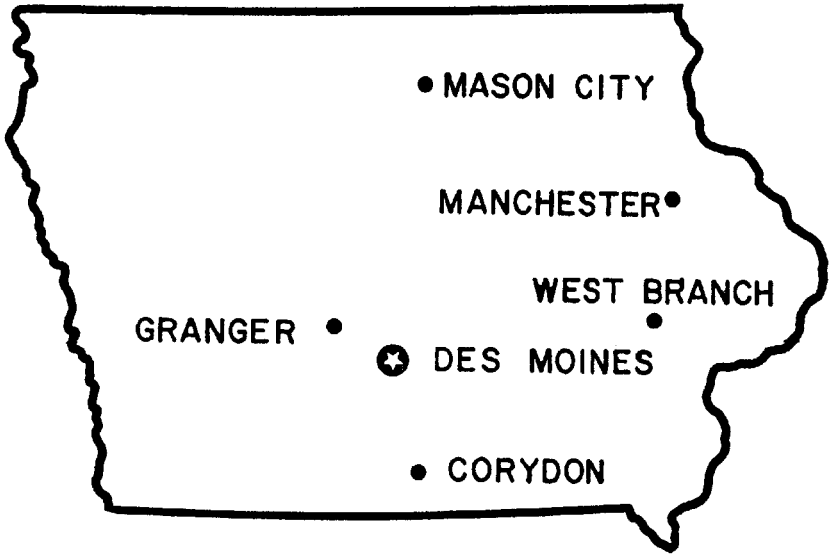 MASON CITY
MANCHESTER
WEST BRANCH
GRANGER
DES MOINES
CORYDON